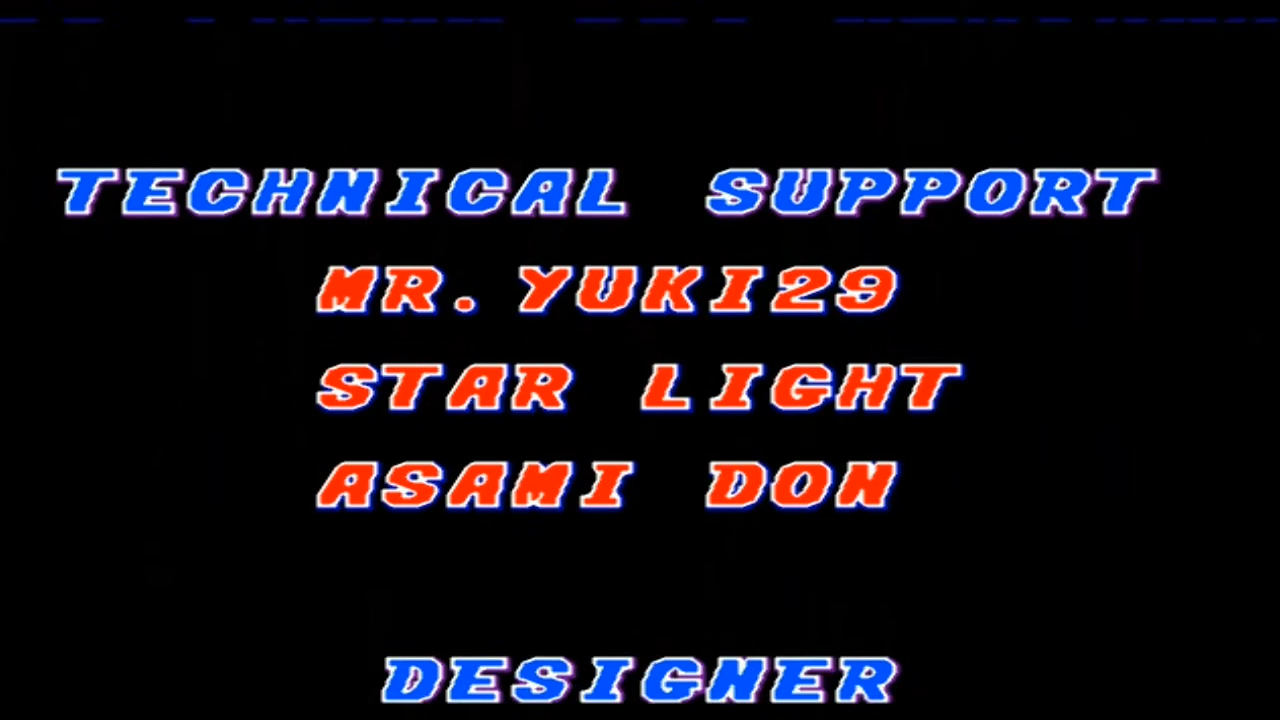 TECHNICAL SUPPORT
MR.YUKI29
STAR LIGHT
ASAMI DON
DESIGNER